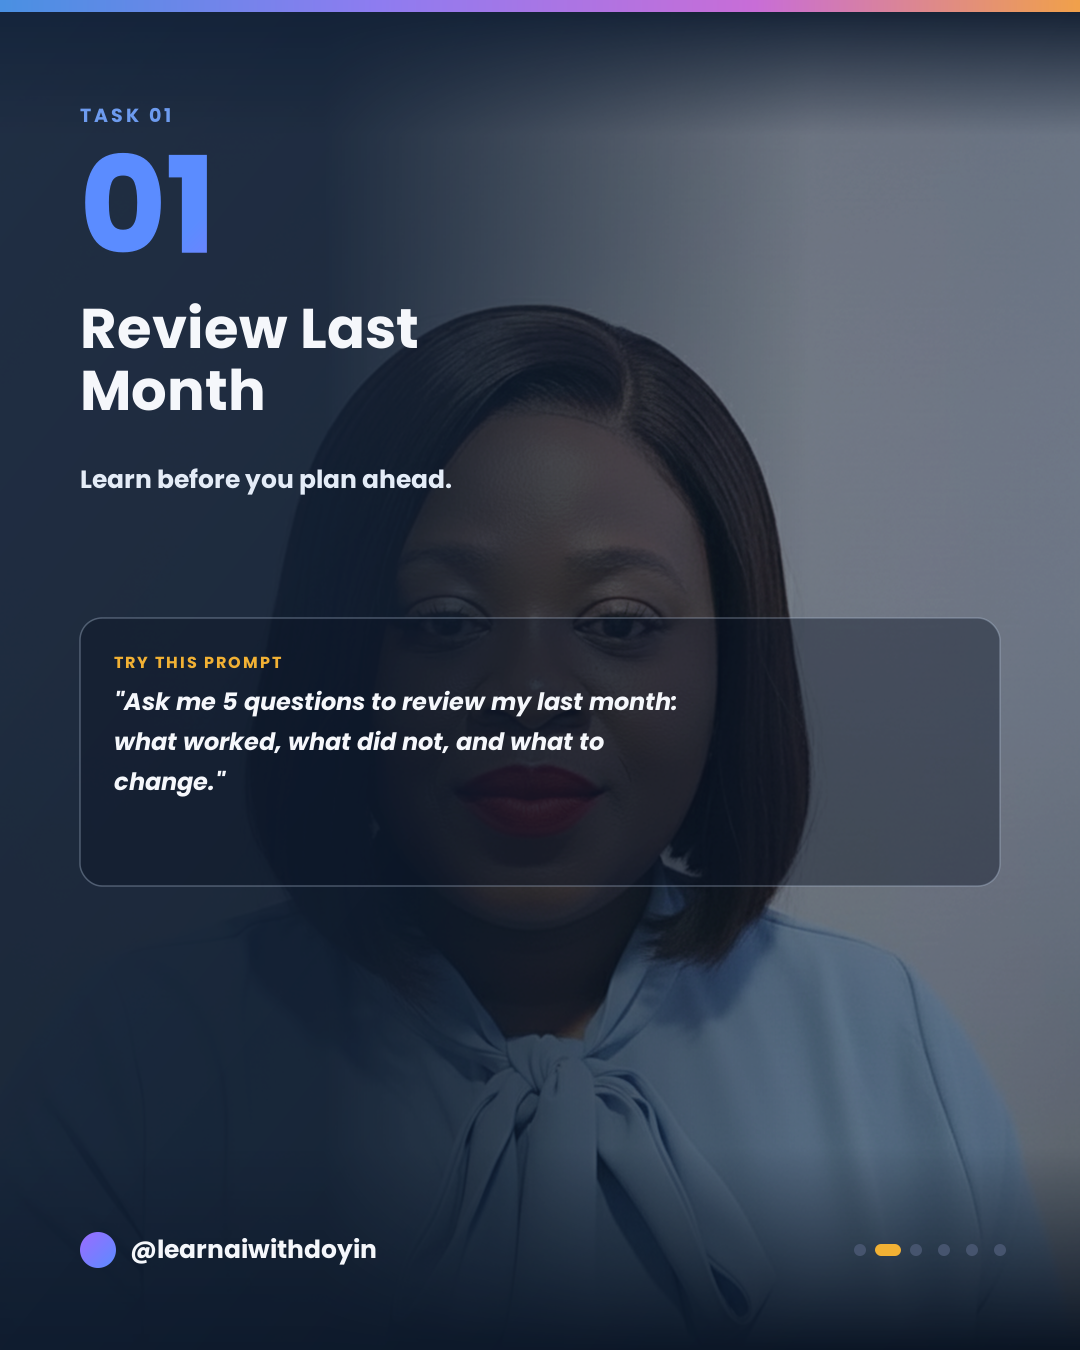 TASK 01
01
Review Last
Month
Learn before you plan ahead.
TRY THIS PROMPT
"Ask me 5 questions to review my last month:
what worked, what did not, and what to
change."
@learnaiwithdoyin